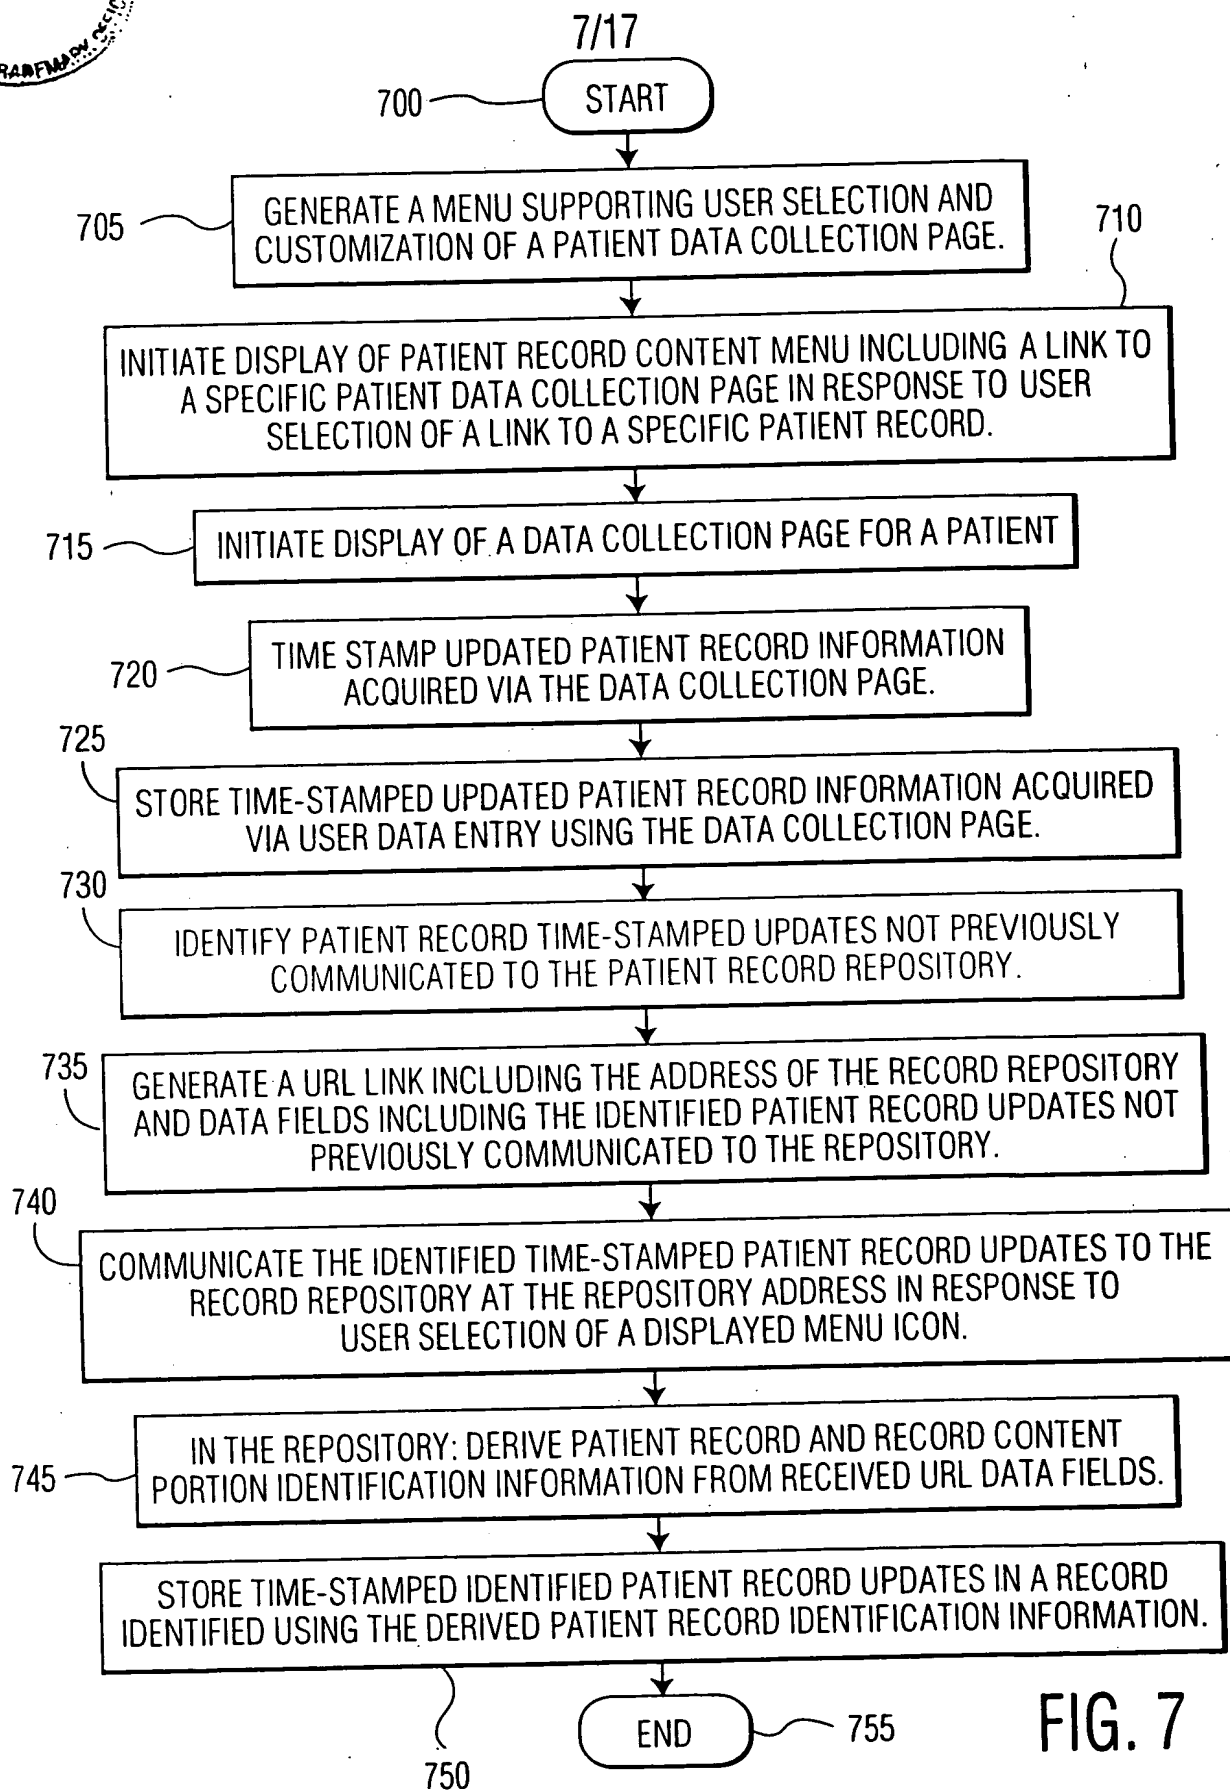 7/17
700
START
705
GENERATE A MENU SUPPORTING USER SELECTION AND
CUSTOMIZATION OF A PATIENT DATA COLLECTION PAGE.
710
INITIATE DISPLAY OF PATIENT RECORD CONTENT MENU INCLUDING A LINK TO
A SPECIFIC PATIENT DATA COLLECTION PAGE IN RESPONSE TO USER
SELECTION OF A LINK TO A SPECIFIC PATIENT RECORD.
715
INITIATE DISPLAY OF A DATA COLLECTION PAGE FOR A PATIENT
720
TIME STAMP UPDATED PATIENT RECORD INFORMATION
ACQUIRED VIA THE DATA COLLECTION PAGE.
725
STORE TIME-STAMPED UPDATED PATIENT RECORD INFORMATION ACQUIRED
VIA USER DATA ENTRY USING THE DATA COLLECTION PAGE.
730
IDENTIFY PATIENT RECORD TIME-STAMPED UPDATES NOT PREVIOUSLY
COMMUNICATED TO THE PATIENT RECORD REPOSITORY.
735
GENERATE A URL LINK INCLUDING THE ADDRESS OF THE RECORD REPOSITORY
AND DATA FIELDS INCLUDING THE IDENTIFIED PATIENT RECORD UPDATES NOT
PREVIOUSLY COMMUNICATED TO THE REPOSITORY.
740
COMMUNICATE THE IDENTIFIED TIME-STAMPED PATIENT RECORD UPDATES TO THE
RECORD REPOSITORY AT THE REPOSITORY ADDRESS IN RESPONSE TO
USER SELECTION OF A DISPLAYED MENU ICON.
745
IN THE REPOSITORY: DERIVE PATIENT RECORD AND RECORD CONTENT
PORTION IDENTIFICATION INFORMATION FROM RECEIVED URL DATA FIELDS.
STORE TIME-STAMPED IDENTIFIED PATIENT RECORD UPDATES IN A RECORD
IDENTIFIED USING THE DERIVED PATIENT RECORD IDENTIFICATION INFORMATION.
750
END
755
FIG. 7